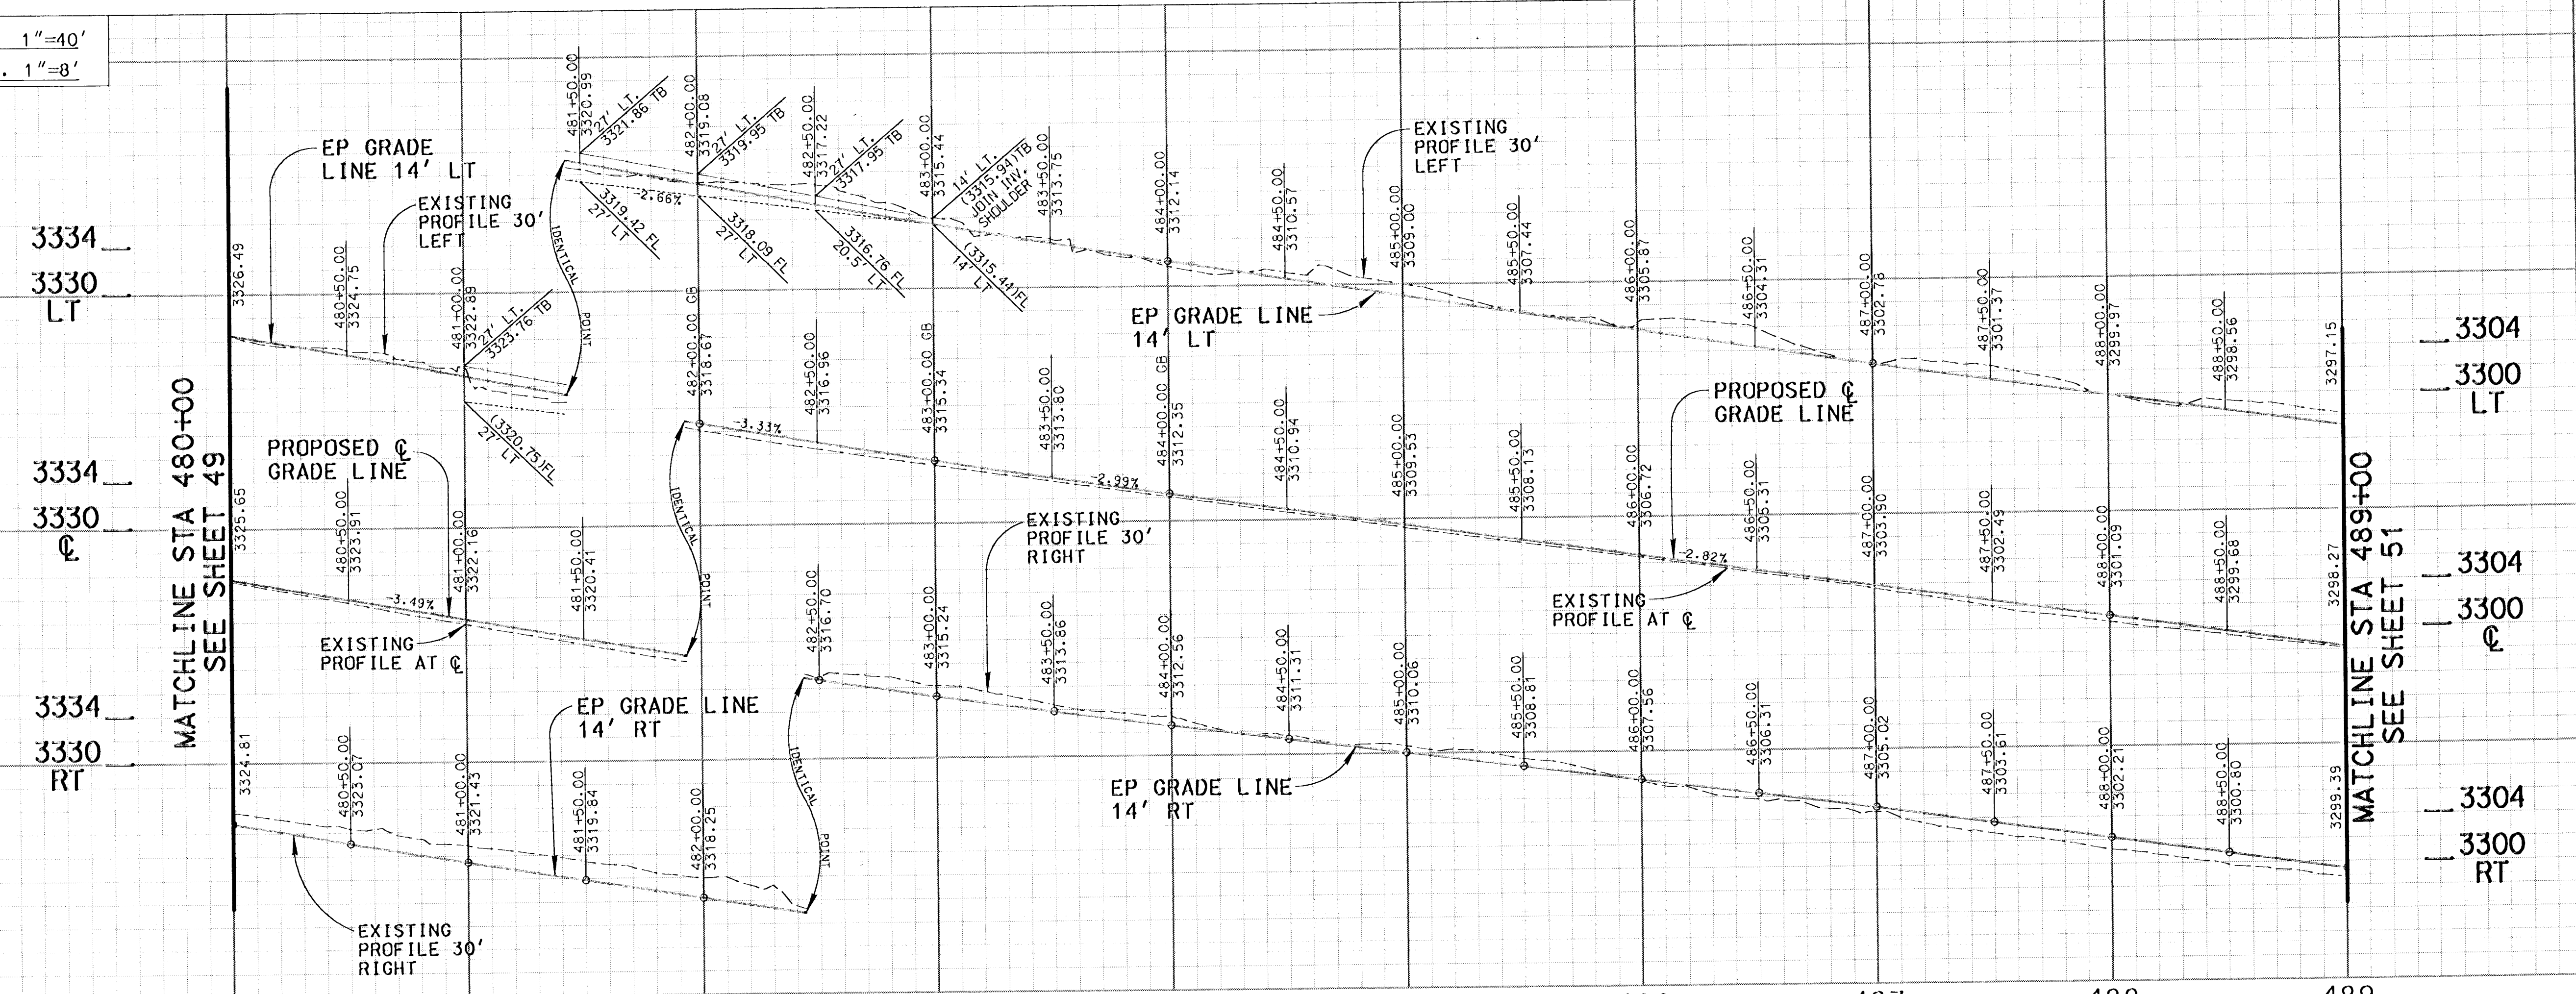 1"=40'
. 1"=8'
EP GRADE
LINE 14' LT
EXISTING
PROFILE 30'
LEFT
3334
3330
LT
3326.49
480+50.00
3324.75
481+00.00
3322.89
27' LT.
3323.76 TB
(3320.75)FL
27'
LT
481+50.00
3320.99
27' LT.
3321.86 TB
3319.42 FL
27'
LT
-2.66%
482+00.00
3319.08
27' LT.
3319.95 TB
3318.09 FL
27'
LT
482+50.00
3317.22
27' LT.
(3317.95 TB
3316.76 FL
20.5'
LT
483+00.00
3315.44
14' LT.
(3315.94)TB
JOIN INV.
SHOULDER
(3315.44)FL
14'
LT
483+50.00
3313.75
484+00.00
3312.14
484+50.00
3310.57
EXISTING
PROFILE 30'
LEFT
485+00.00
3309.00
485+50.00
3307.44
486+00.00
3305.87
486+50.00
3304.31
487+00.00
3302.78
487+50.00
3301.37
488+00.00
3299.97
488+50.00
3298.56
3297.15
EP GRADE LINE
14' LT
3304
3300
LT
IDENTICAL
POINT
MATCHLINE STA 480+00
SEE SHEET 49
3334
3330
℄
3325.65
480+50.00
3323.91
PROPOSED ℄
GRADE LINE
481+00.00
3322.16
-3.49%
EXISTING
PROFILE AT ℄
481+50.00
3320.41
IDENTICAL
POINT
482+00.00 GB
3318.67
-3.33%
482+50.00
3316.96
483+00.00 GB
3315.34
483+50.00
3313.80
-2.99%
484+00.00 GB
3312.35
484+50.00
3310.94
485+00.00
3309.53
485+50.00
3308.13
486+00.00
3306.72
PROPOSED ℄
GRADE LINE
-2.82%
EXISTING
PROFILE AT ℄
486+50.00
3305.31
487+00.00
3303.90
487+50.00
3302.49
488+00.00
3301.09
488+50.00
3299.68
3298.27
MATCHLINE STA 489+00
SEE SHEET 51
3304
3300
℄
3334
3330
RT
3324.81
480+50.00
3323.07
481+00.00
3321.43
EP GRADE LINE
14' RT
481+50.00
3319.84
482+00.00
3318.25
EXISTING
PROFILE 30'
RIGHT
IDENTICAL
POINT
482+50.00
3316.70
483+00.00
3315.24
EXISTING
PROFILE 30'
RIGHT
483+50.00
3313.86
484+00.00
3312.56
484+50.00
3311.31
EP GRADE LINE
14' RT
485+00.00
3310.06
485+50.00
3308.81
486+00.00
3307.56
486+50.00
3306.31
487+00.00
3305.02
487+50.00
3303.61
488+00.00
3302.21
488+50.00
3300.80
3299.39
3304
3300
RT